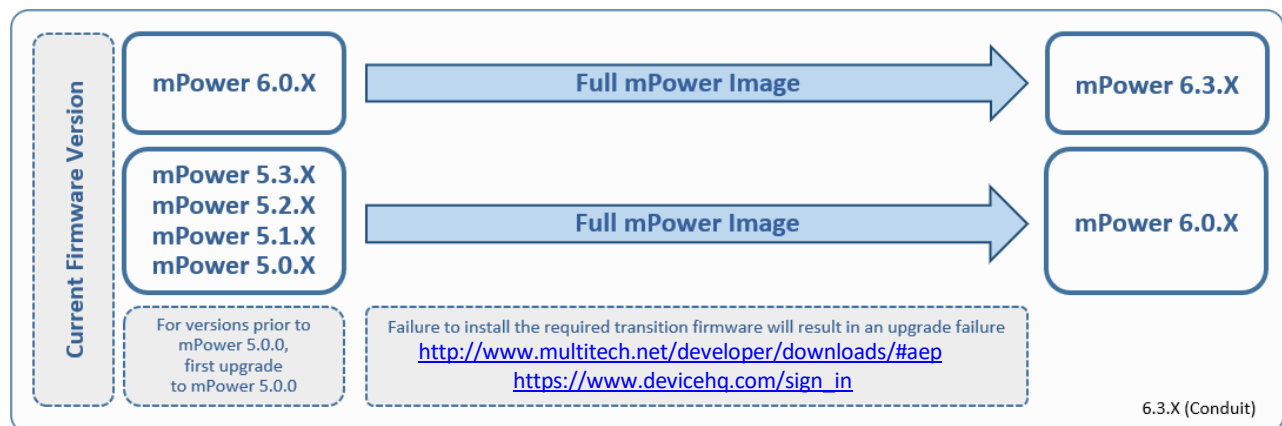 Current Firmware Version
mPower 6.0.X
Full mPower Image
mPower 6.3.X
mPower 5.3.X
mPower 5.2.X
mPower 5.1.X
mPower 5.0.X
Full mPower Image
mPower 6.0.X
For versions prior to
mPower 5.0.0,
first upgrade
to mPower 5.0.0
Failure to install the required transition firmware will result in an upgrade failure
http://www.multitech.net/developer/downloads/#aep
https://www.devicehq.com/sign_in
6.3.X (Conduit)